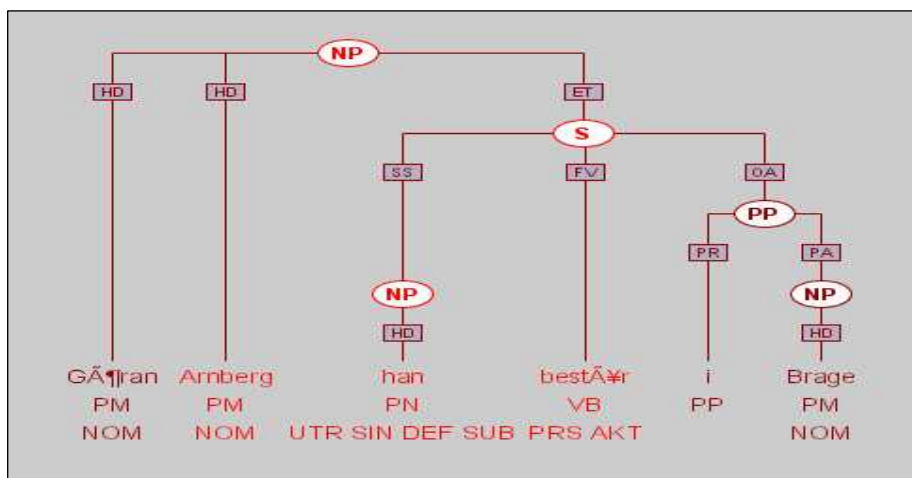 NP
HD HD ET
S
SS FV OA
PP
PR PA
NP NP
HD HD
GÃ¶ran Arnberg han bestÃ¥r i Brage
PM PM PN VB PP PM
NOM NOM UTR SIN DEF SUB PRS AKT NOM